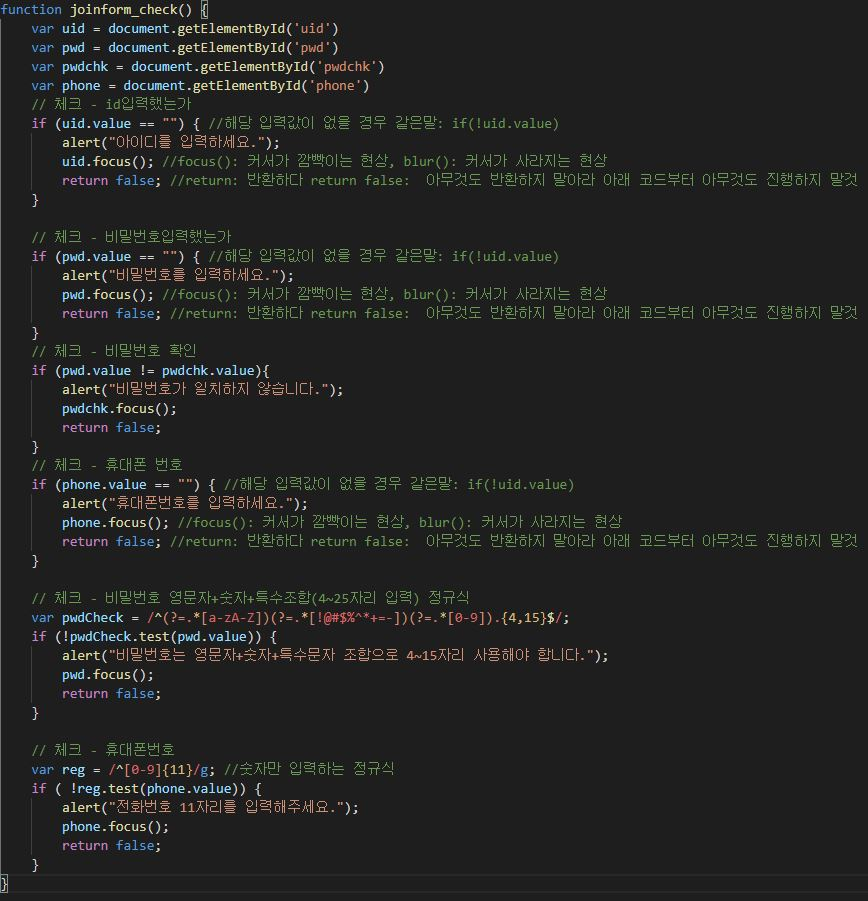 function joinform_check() {
    var uid = document.getElementById('uid')
    var pwd = document.getElementById('pwd')
    var pwdchk = document.getElementById('pwdchk')
    var phone = document.getElementById('phone')
    // 체크 - id입력했는가
    if (uid.value == "") { //해당 입력값이 없을 경우 같은말: if(!uid.value)
        alert("아이디를 입력하세요.");
        uid.focus(); //focus(): 커서가 깜빡이는 현상, blur(): 커서가 사라지는 현상
        return false; //return: 반환하다 return false:  아무것도 반환하지 말아라 아래 코드부터 아무것도 진행하지 말것
    }

    // 체크 - 비밀번호입력했는가
    if (pwd.value == "") { //해당 입력값이 없을 경우 같은말: if(!uid.value)
        alert("비밀번호를 입력하세요.");
        pwd.focus(); //focus(): 커서가 깜빡이는 현상, blur(): 커서가 사라지는 현상
        return false; //return: 반환하다 return false:  아무것도 반환하지 말아라 아래 코드부터 아무것도 진행하지 말것
    }
    // 체크 - 비밀번호 확인
    if (pwd.value != pwdchk.value){
        alert("비밀번호가 일치하지 않습니다.");
        pwdchk.focus();
        return false;
    }
    // 체크 - 휴대폰 번호
    if (phone.value == "") { //해당 입력값이 없을 경우 같은말: if(!uid.value)
        alert("휴대폰번호를 입력하세요.");
        phone.focus(); //focus(): 커서가 깜빡이는 현상, blur(): 커서가 사라지는 현상
        return false; //return: 반환하다 return false:  아무것도 반환하지 말아라 아래 코드부터 아무것도 진행하지 말것
    }

    // 체크 - 비밀번호 영문자+숫자+특수조합(4~25자리 입력) 정규식
    var pwdCheck = /^(?=.*[a-zA-Z])(?=.*[!@#$%^*+=-])(?=.*[0-9]).{4,15}$/;
    if (!pwdCheck.test(pwd.value)) {
        alert("비밀번호는 영문자+숫자+특수문자 조합으로 4~15자리 사용해야 합니다.");
        pwd.focus();
        return false;
    }

    // 체크 - 휴대폰번호
    var reg = /^[0-9]{11}/g; //숫자만 입력하는 정규식
    if ( !reg.test(phone.value)) {
        alert("전화번호 11자리를 입력해주세요.");
        phone.focus();
        return false;
    }
}